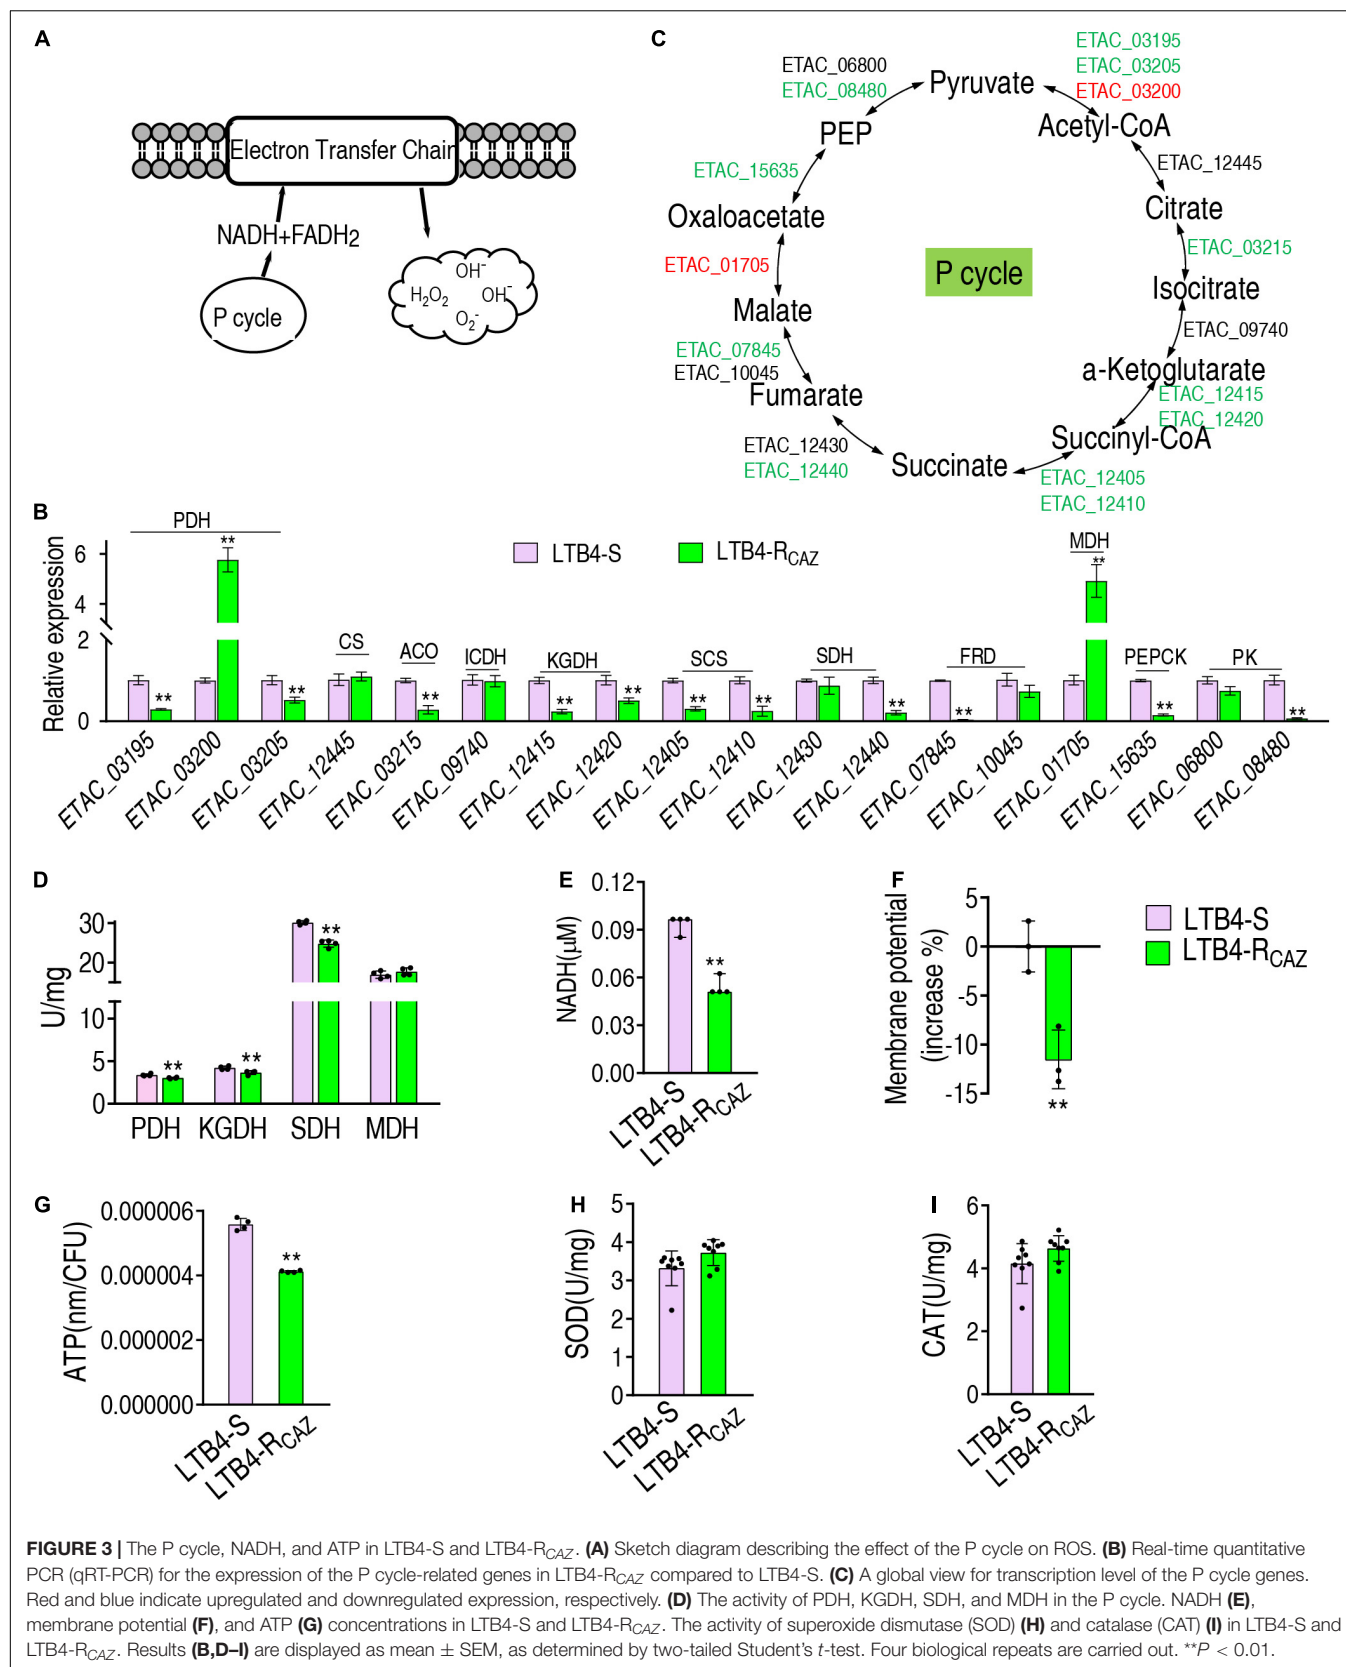 A
Electron Transfer Chain
NADH+FADH2
P cycle
OH-
H2O2
OH-
O2-
C
ETAC_03195
ETAC_03205
ETAC_03200
ETAC_06800
ETAC_08480
Pyruvate
Acetyl-CoA
PEP
ETAC_12445
ETAC_15635
Citrate
Oxaloacetate
ETAC_03215
ETAC_01705
P cycle
Isocitrate
Malate
ETAC_09740
ETAC_07845
ETAC_10045
a-Ketoglutarate
Fumarate
ETAC_12415
ETAC_12420
Succinyl-CoA
ETAC_12430
ETAC_12440
Succinate
ETAC_12405
ETAC_12410
B
Relative expression
6
4
2
0
LTB4-S
LTB4-RCAZ
PDH
CS
ACO
ICDH
KGDH
SCS
SDH
FRD
MDH
PEPCK
PK
** ** ** ** ** ** ** ** ** ** ** ** **
ETAC_03195
ETAC_03200
ETAC_03205
ETAC_12445
ETAC_03215
ETAC_09740
ETAC_12415
ETAC_12420
ETAC_12405
ETAC_12410
ETAC_12430
ETAC_12440
ETAC_07845
ETAC_10045
ETAC_01705
ETAC_15635
ETAC_06800
ETAC_08480
D
U/mg
30
20
10
5
0
** ** **
PDH KGDH SDH MDH
E
NADH(μM)
0.12
0.09
0.06
0.03
0.00
**
LTB4-S
LTB4-RCAZ
F
Membrane potential
(increase %)
5
0
-5
-10
-15
**
LTB4-S
LTB4-RCAZ
G
ATP(nm/CFU)
0.000006
0.000004
0.000002
0.000000
**
LTB4-S
LTB4-RCAZ
H
SOD(U/mg)
5
4
3
2
1
0
LTB4-S
LTB4-RCAZ
I
CAT(U/mg)
6
4
2
0
LTB4-S
LTB4-RCAZ
FIGURE 3 | The P cycle, NADH, and ATP in LTB4-S and LTB4-RCAZ. (A) Sketch diagram describing the effect of the P cycle on ROS. (B) Real-time quantitative
PCR (qRT-PCR) for the expression of the P cycle-related genes in LTB4-RCAZ compared to LTB4-S. (C) A global view for transcription level of the P cycle genes.
Red and blue indicate upregulated and downregulated expression, respectively. (D) The activity of PDH, KGDH, SDH, and MDH in the P cycle. NADH (E),
membrane potential (F), and ATP (G) concentrations in LTB4-S and LTB4-RCAZ. The activity of superoxide dismutase (SOD) (H) and catalase (CAT) (I) in LTB4-S and
LTB4-RCAZ. Results (B,D–I) are displayed as mean ± SEM, as determined by two-tailed Student's t-test. Four biological repeats are carried out. **P < 0.01.